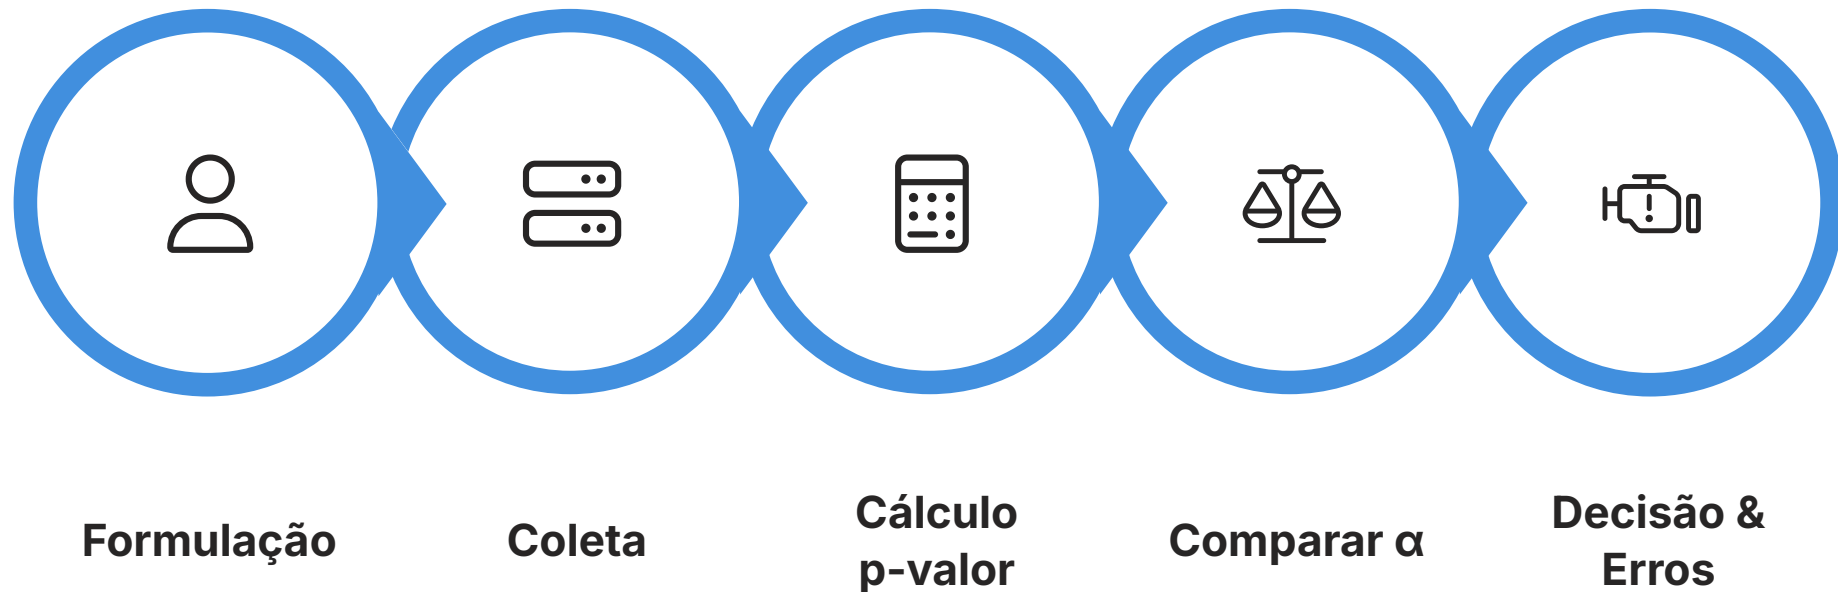 Formulação
Coleta
Cálculo
p-valor
Comparar α
Decisão &
Erros